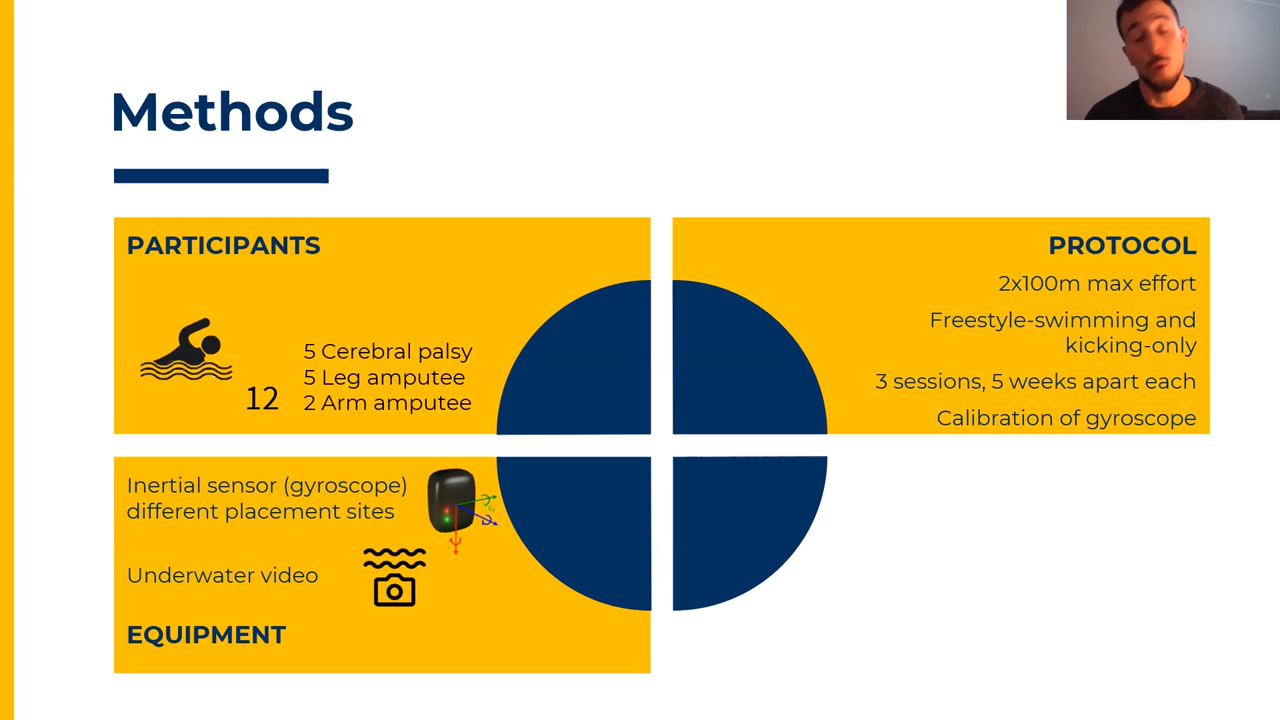 Methods
PARTICIPANTS
12
5 Cerebral palsy
5 Leg amputee
2 Arm amputee
PROTOCOL
2x100m max effort
Freestyle-swimming and
kicking-only
3 sessions, 5 weeks apart each
Calibration of gyroscope
Inertial sensor (gyroscope)
different placement sites
Underwater video
EQUIPMENT